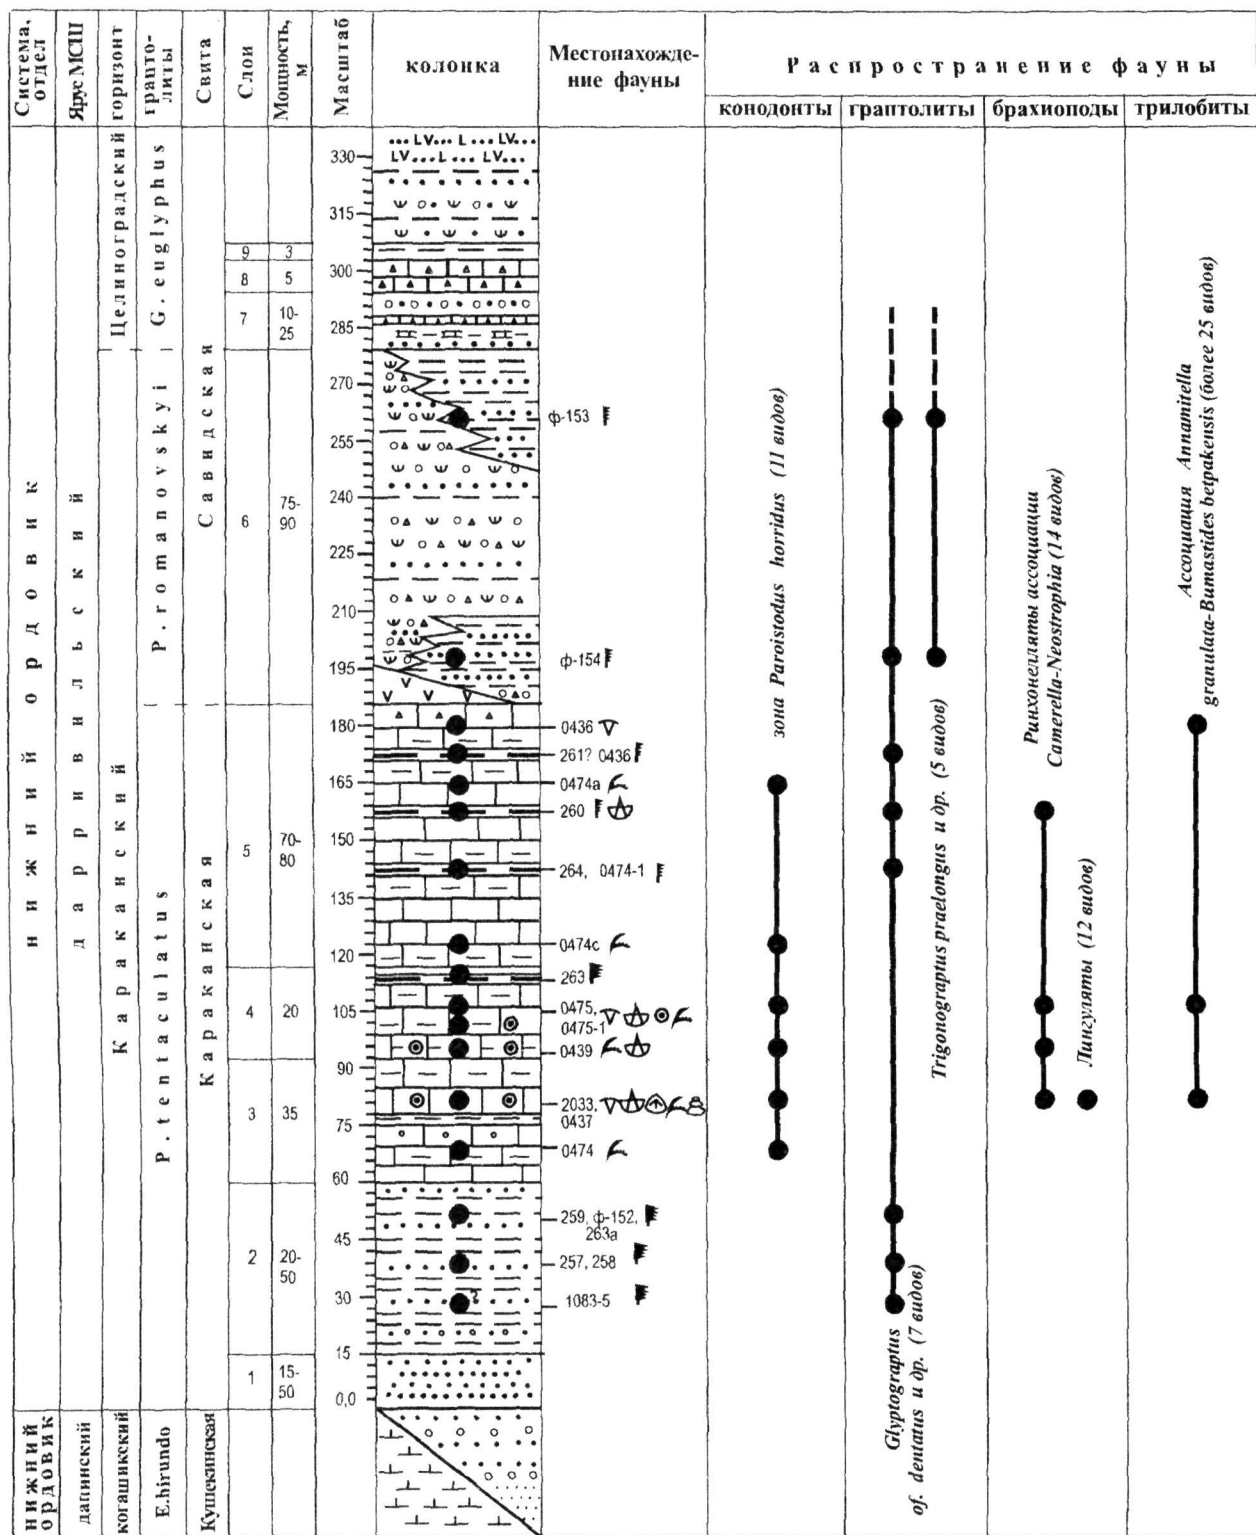 Система, отдел
Ярус МСШ
горизонт
грапто-
литы
Свита
Слои
Мощность, м
Масштаб
колонка
Местонахожде-
ние фауны
Распространение фауны
конодонты
граптолиты
брахиоподы
трилобиты
нижний ордовик
дарривильский
Целиноградский
Караканский
G. euglyphus
P. romanovskyi
P. tentaculatus
Савидская
Караканская
9
3
8
5
7
10-
25
6
75-
90
5
70-
80
4
20
3
35
2
20-
50
1
15-
50
330
315
300
285
270
255
240
225
210
195
180
165
150
135
120
105
90
75
60
45
30
15
0,0
LV... L ... LV...
LV... L ... LV...
V V V V
?
ф-153
ф-154
0436
261? 0436
0474а
260
264, 0474-1
0474с
263
0475,
0475-1
0439
2033,
0437
0474
259, ф-152,
263а
257, 258
1083-5
зона Paroistodus horridus (11 видов)
Glyptograptus
of. dentatus и др. (7 видов)
Trigonograptus praelongus и др. (5 видов)
Ринхонелляты ассоциации
Camerella-Neostrophia (14 видов)
Лингуляты (12 видов)
Ассоциация Annamitella
granulata-Bumastides betpakensis (более 25 видов)
нижний
ордовик
дапинский
когашикский
E.hirundo
Кушекинская